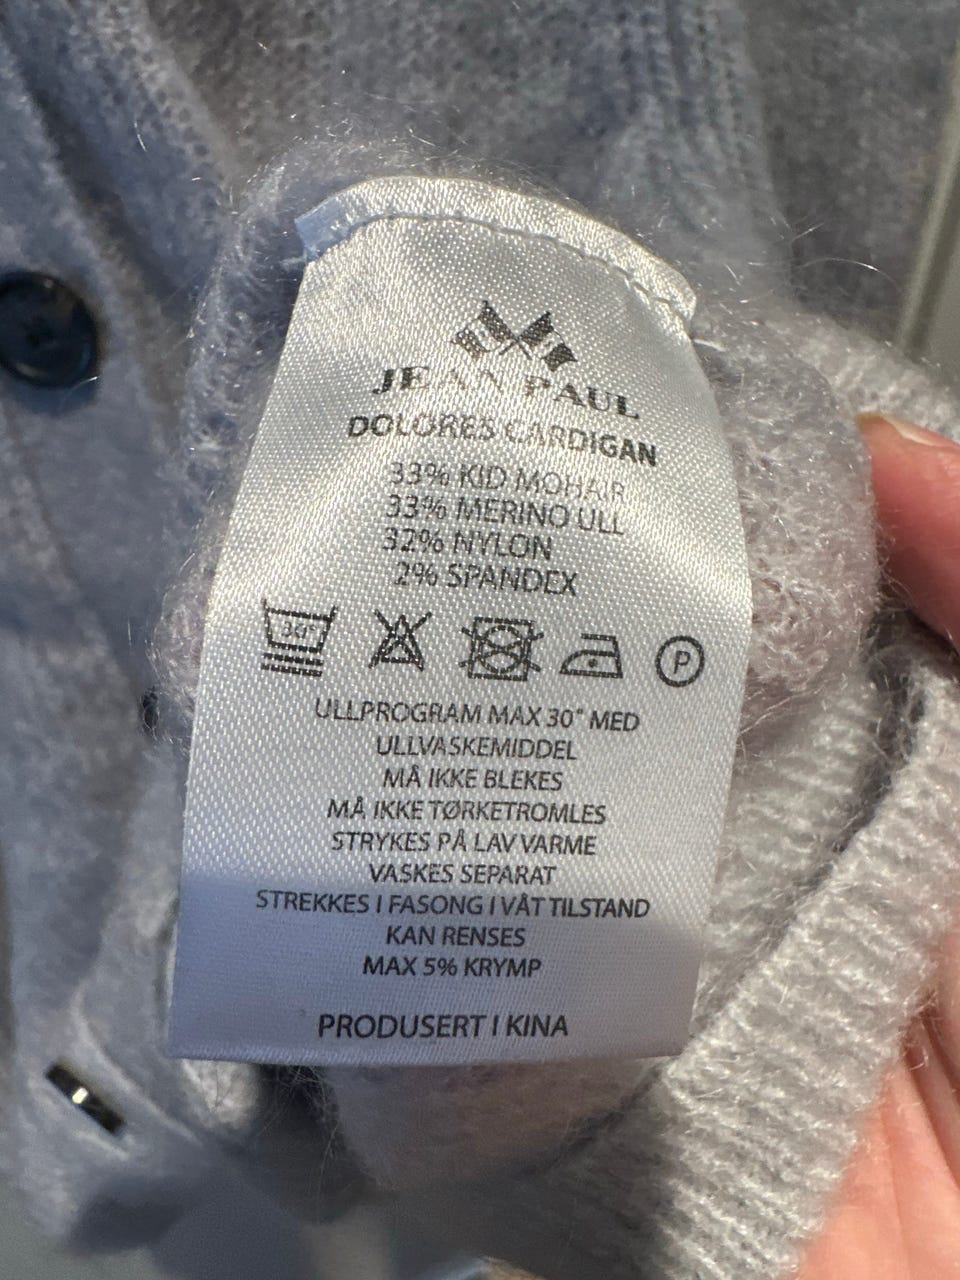 JEAN PAUL
DOLORES CARDIGAN
33% KID MOHAIR
33% MERINO ULL
32% NYLON
2% SPANDEX
30° P
ULLPROGRAM MAX 30° MED
ULLVASKEMIDDEL
MÅ IKKE BLEKES
MÅ IKKE TØRKETROMLES
STRYKES PÅ LAV VARME
VASKES SEPARAT
STREKKES I FASONG I VÅT TILSTAND
KAN RENSES
MAX 5% KRYMP
PRODUSERT I KINA